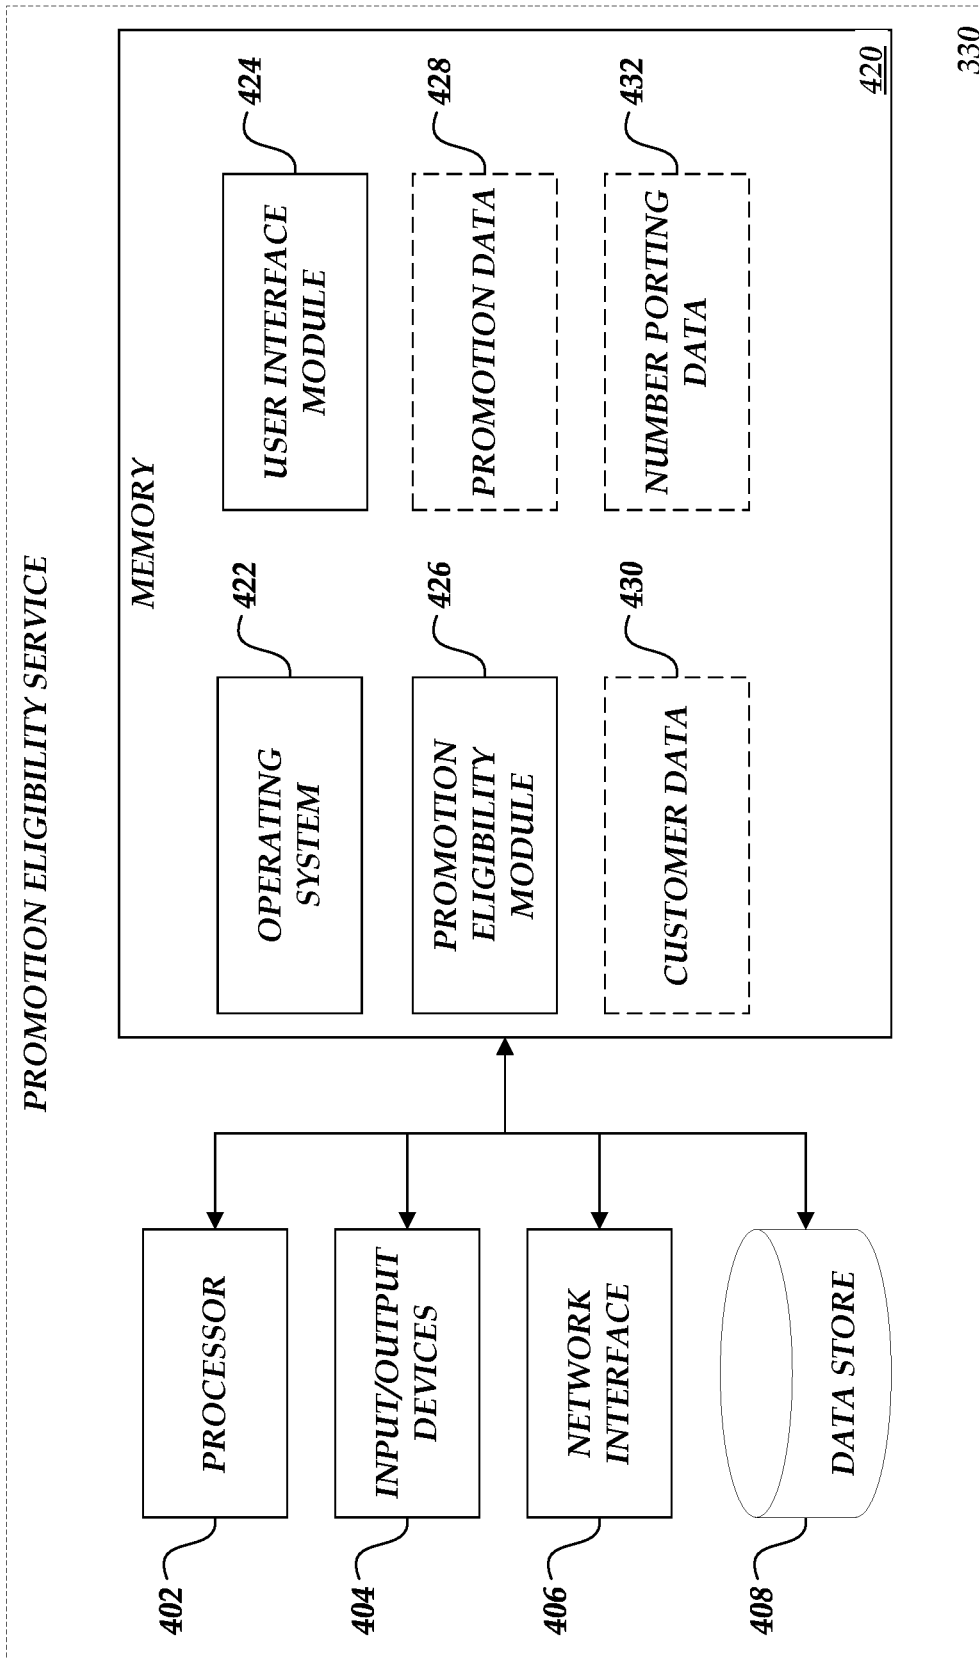 PROMOTION ELIGIBILITY SERVICE
402
PROCESSOR
404
INPUT/OUTPUT
DEVICES
406
NETWORK
INTERFACE
408
DATA STORE
MEMORY
OPERATING
SYSTEM
422
USER INTERFACE
MODULE
424
PROMOTION
ELIGIBILITY
MODULE
426
PROMOTION DATA
428
CUSTOMER DATA
430
NUMBER PORTING
DATA
432
420
330